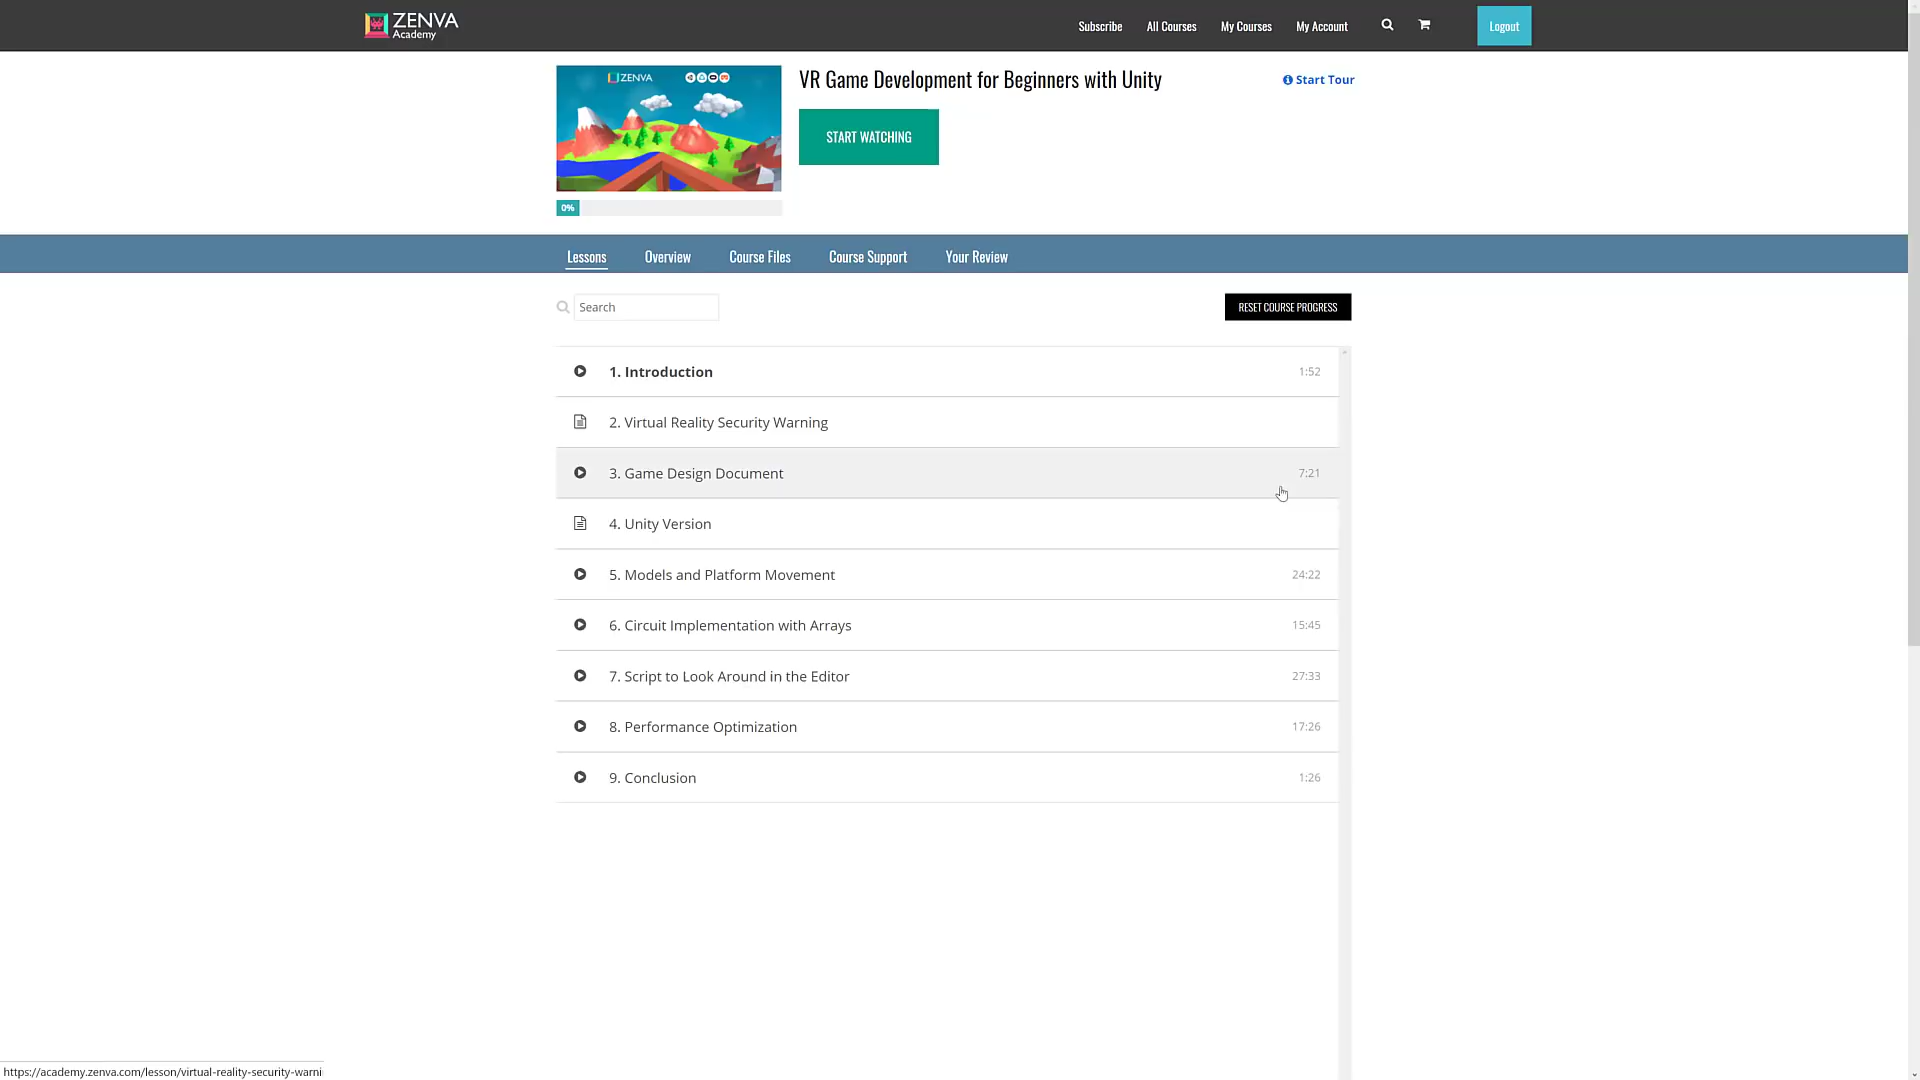 ZENVA
Academy
Subscribe
All Courses
My Courses
My Account
Logout
ZENVA
VR Game Development for Beginners with Unity
Start Tour
START WATCHING
0%
Lessons
Overview
Course Files
Course Support
Your Review
Search
RESET COURSE PROGRESS
1. Introduction 1:52
2. Virtual Reality Security Warning
3. Game Design Document 7:21
4. Unity Version
5. Models and Platform Movement 24:22
6. Circuit Implementation with Arrays 15:45
7. Script to Look Around in the Editor 27:33
8. Performance Optimization 17:26
9. Conclusion 1:26
https://academy.zenva.com/lesson/virtual-reality-security-warni